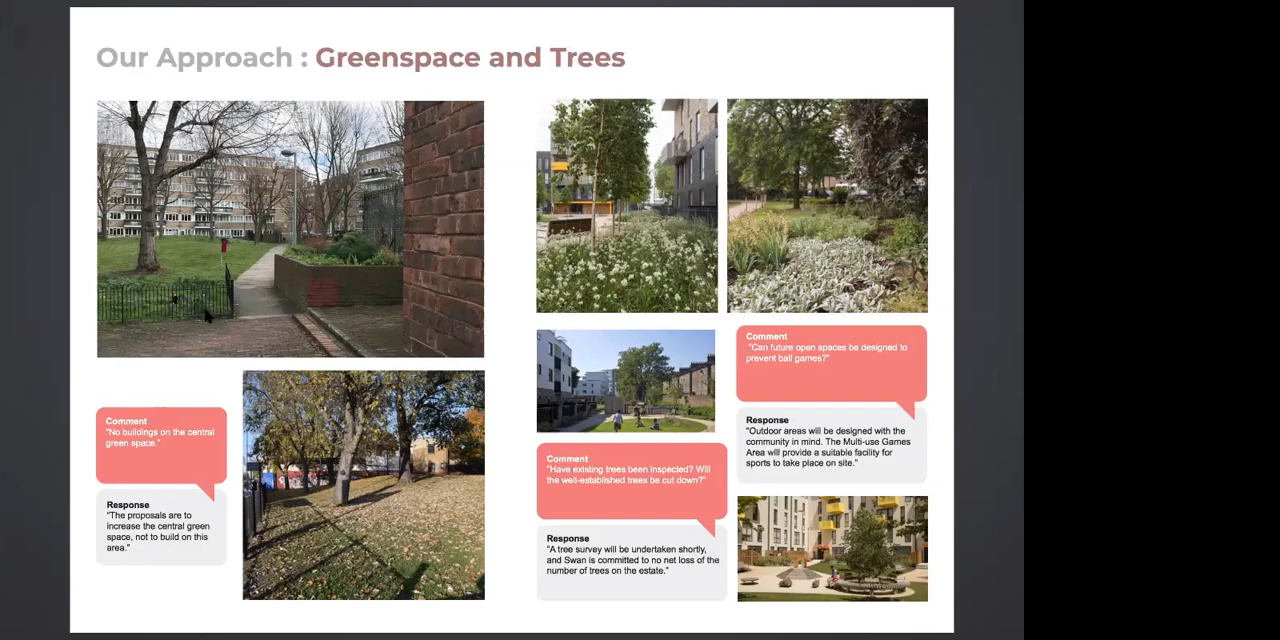 Our Approach : Greenspace and Trees
Comment
"No buildings on the central
green space."
Response
"The proposals are to
increase the central green
space, not to build on this
area."
Comment
"Have existing trees been inspected? Will
the well-established trees be cut down?"
Response
"A tree survey will be undertaken shortly,
and Swan is committed to no net loss of the
number of trees on the estate."
Comment
"Can future open spaces be designed to
prevent ball games?"
Response
"Outdoor areas will be designed with the
community in mind. The Multi-use Games
Area will provide a suitable facility for
sports to take place on site."